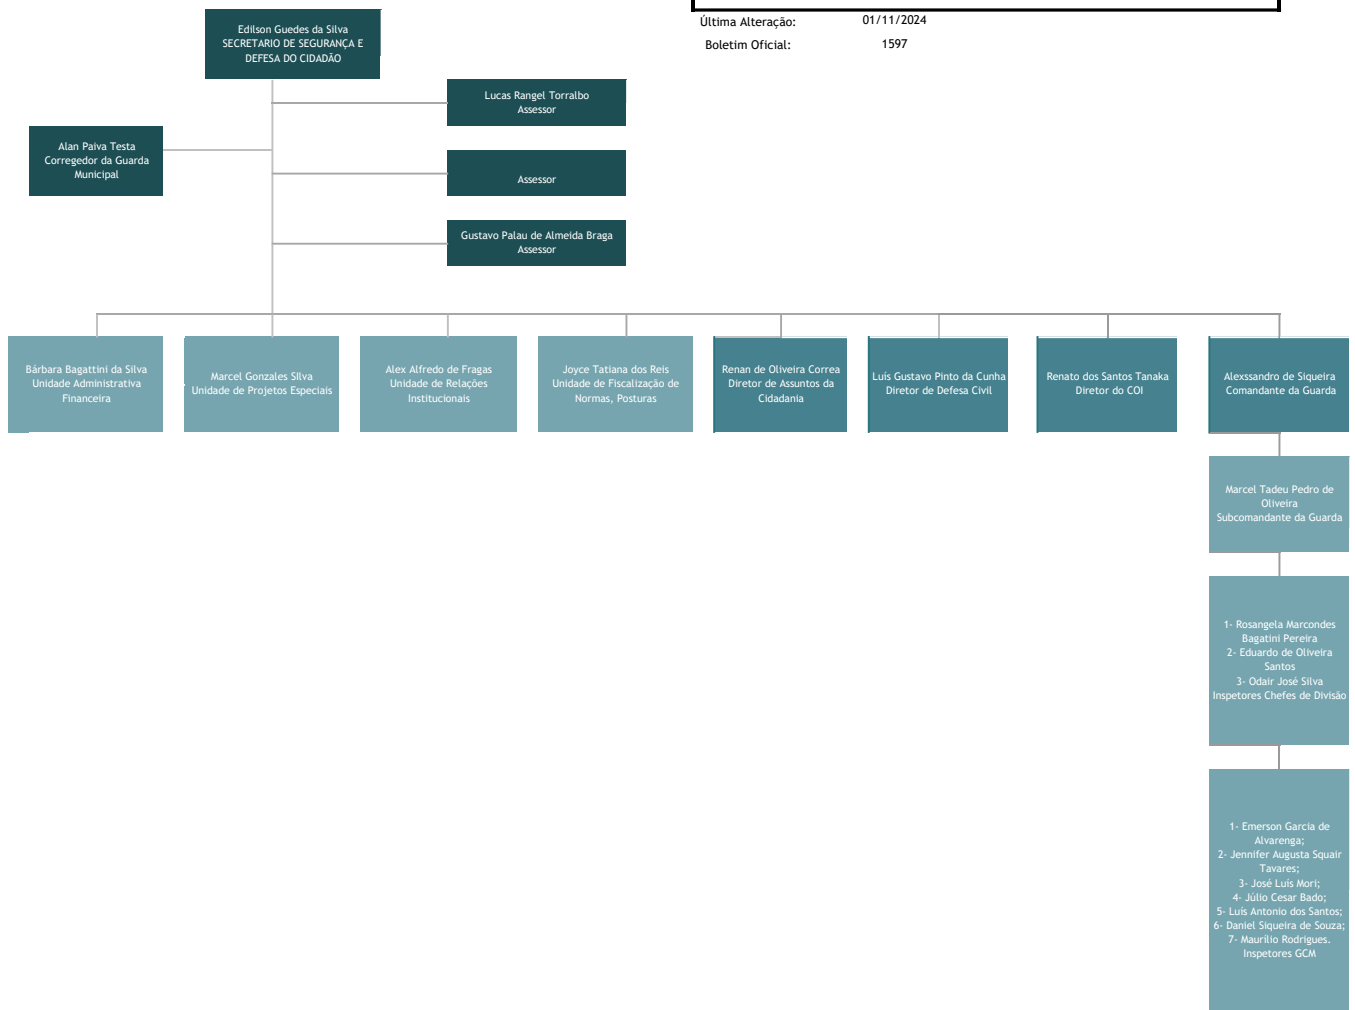 Última Alteração: 01/11/2024
Boletim Oficial: 1597
Edilson Guedes da Silva
SECRETARIO DE SEGURANÇA E
DEFESA DO CIDADÃO
Lucas Rangel Torralbo
Assessor
Alan Paiva Testa
Corregedor da Guarda
Municipal
Assessor
Gustavo Palau de Almeida Braga
Assessor
Bárbara Bagattini da Silva
Unidade Administrativa
Financeira
Marcel Gonzales SIlva
Unidade de Projetos Especiais
Alex Alfredo de Fragas
Unidade de Relações
Institucionais
Joyce Tatiana dos Reis
Unidade de Fiscalização de
Normas, Posturas
Renan de Oliveira Correa
Diretor de Assuntos da
Cidadania
Luís Gustavo Pinto da Cunha
Diretor de Defesa Civil
Renato dos Santos Tanaka
Diretor do COI
Alexssandro de Siqueira
Comandante da Guarda
Marcel Tadeu Pedro de
Oliveira
Subcomandante da Guarda
1- Rosangela Marcondes
Bagatini Pereira
2- Eduardo de Oliveira
Santos
3- Odair José Silva
Inspetores Chefes de Divisão
1- Emerson Garcia de
Alvarenga;
2- Jennifer Augusta Squair
Tavares;
3- José Luis Mori;
4- Júlio Cesar Bado;
5- Luís Antonio dos Santos;
6- Daniel Siqueira de Souza;
7- Maurílio Rodrigues.
Inspetores GCM